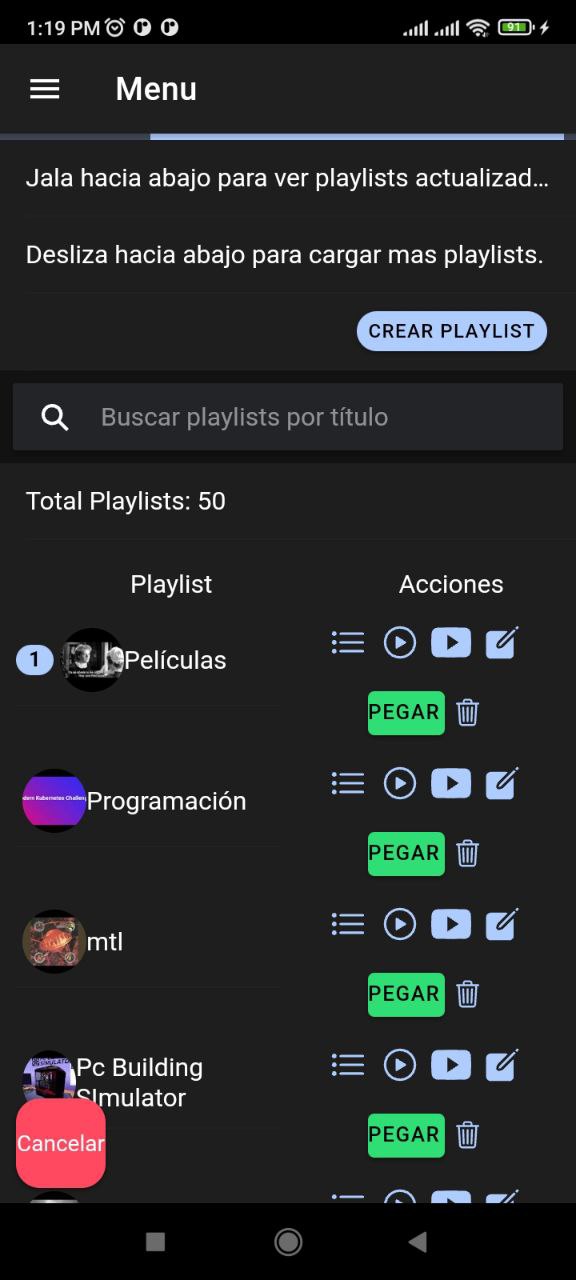 1:19 PM
91
Menu
Jala hacia abajo para ver playlists actualizad...
Desliza hacia abajo para cargar mas playlists.
CREAR PLAYLIST
Buscar playlists por título
Total Playlists: 50
Playlist Acciones
1 Películas
PEGAR
Programación
PEGAR
mtl
PEGAR
Pc Building
SImulator
PEGAR
Cancelar